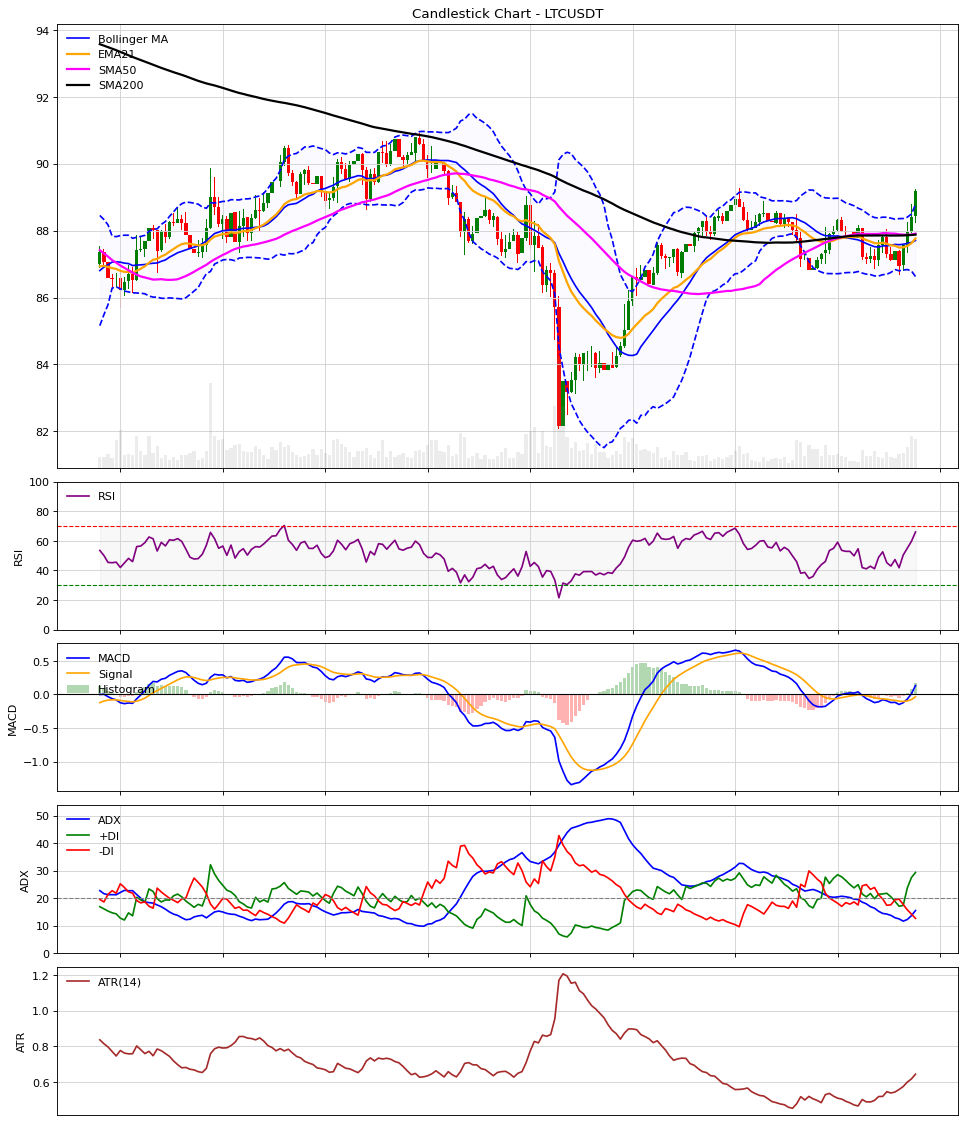 Candlestick Chart - LTCUSDT
94
92
90
88
86
84
82
Bollinger MA
EMA21
SMA50
SMA200
100
80
60
40
20
0
RSI
RSI
0.5
0.0
−0.5
−1.0
MACD
MACD
Signal
Histogram
50
40
30
20
10
0
ADX
ADX
+DI
-DI
1.2
1.0
0.8
0.6
ATR
ATR(14)